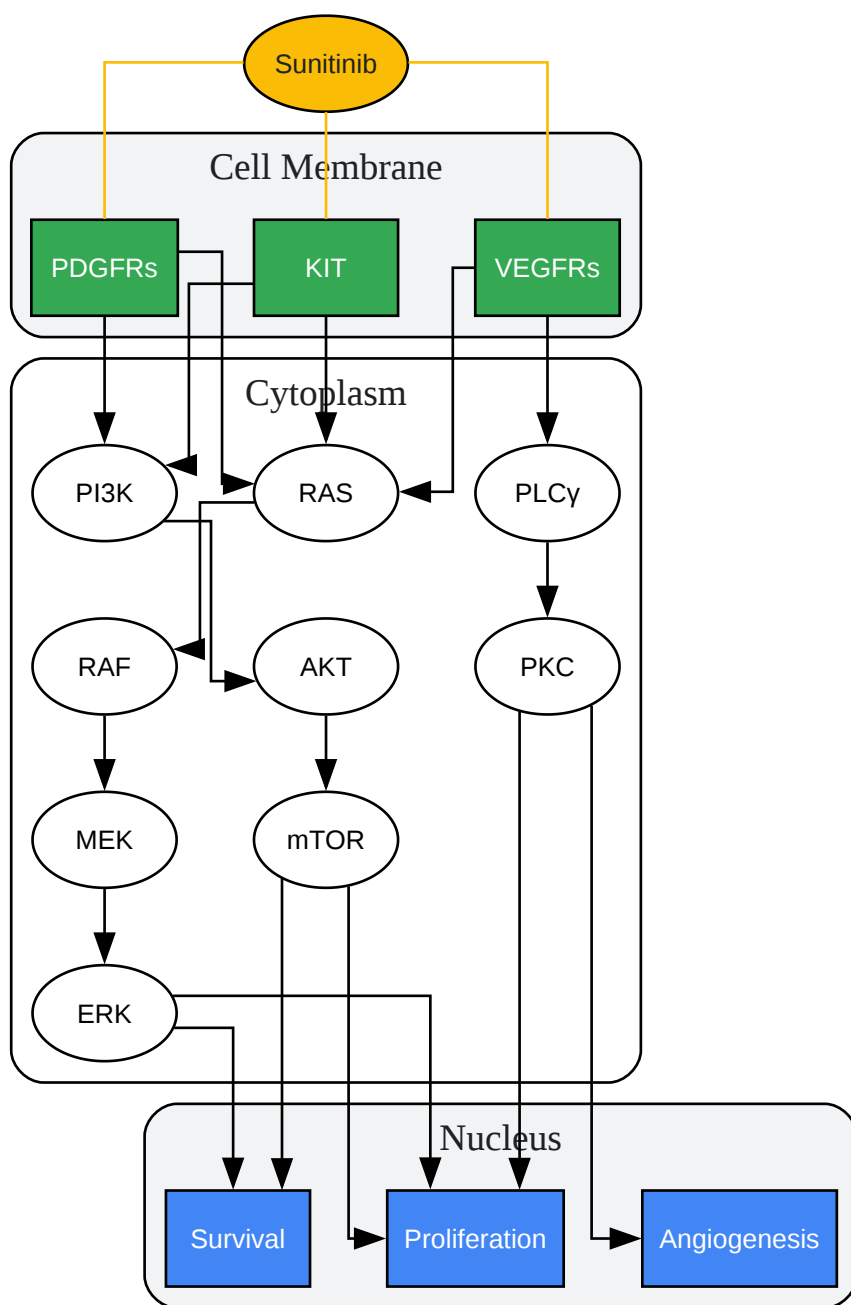 Sunitinib
Cell Membrane
PDGFRs
KIT
VEGFRs
Cytoplasm
PI3K
RAS
PLCγ
RAF
AKT
PKC
MEK
mTOR
ERK
Nucleus
Survival
Proliferation
Angiogenesis